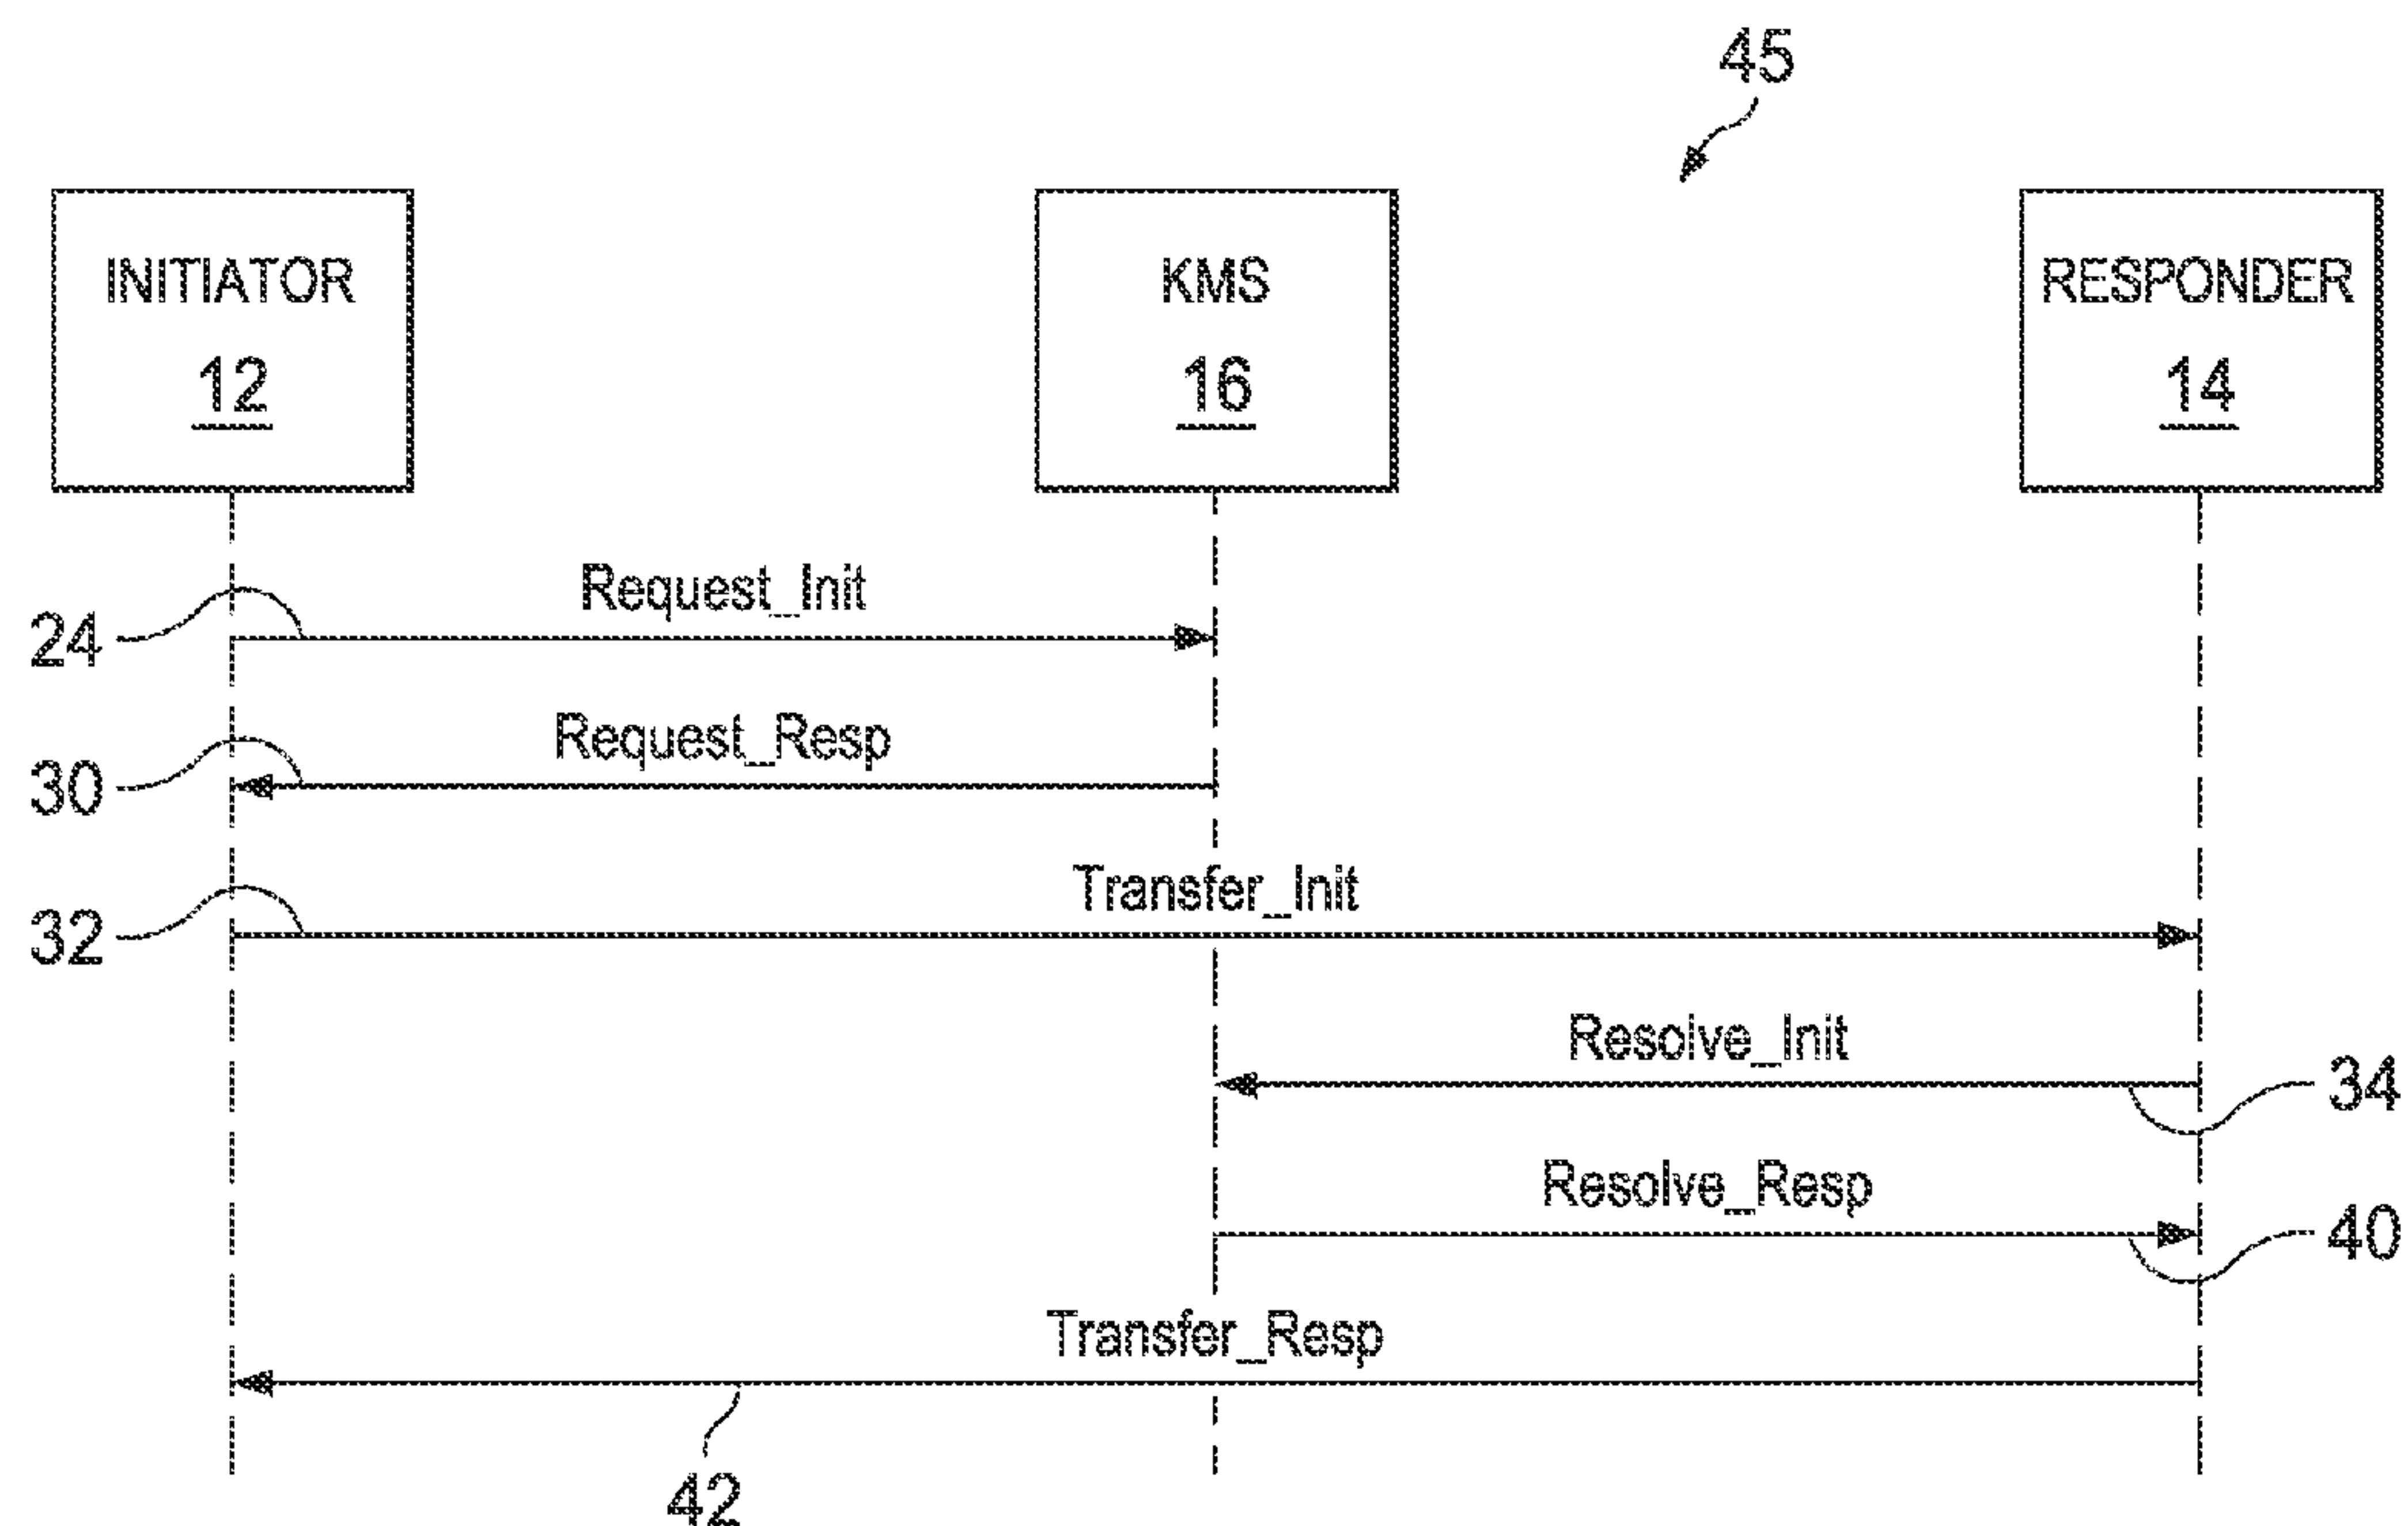 45
INITIATOR
12
KMS
16
RESPONDER
14
Request_Init
24
Request_Resp
30
Transfer_Init
32
Resolve_Init
34
Resolve_Resp
40
Transfer_Resp
42